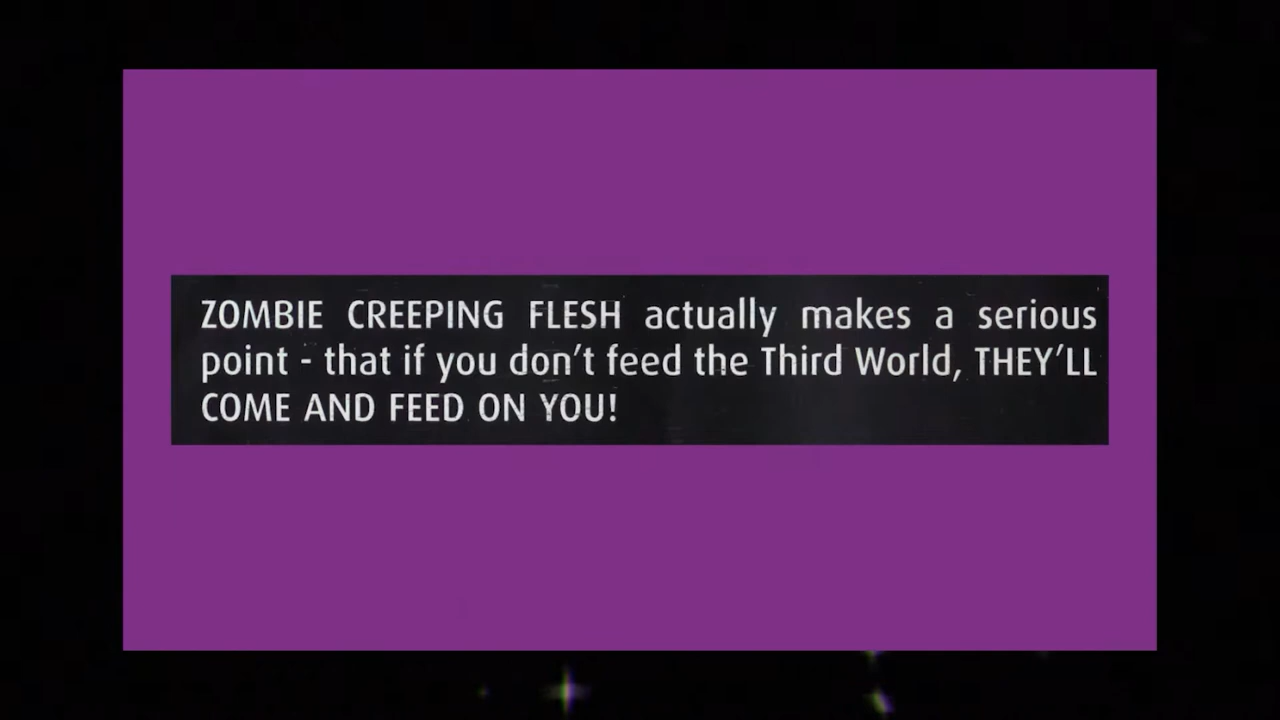 ZOMBIE CREEPING FLESH actually makes a serious
point - that if you don't feed the Third World, THEY'LL
COME AND FEED ON YOU!